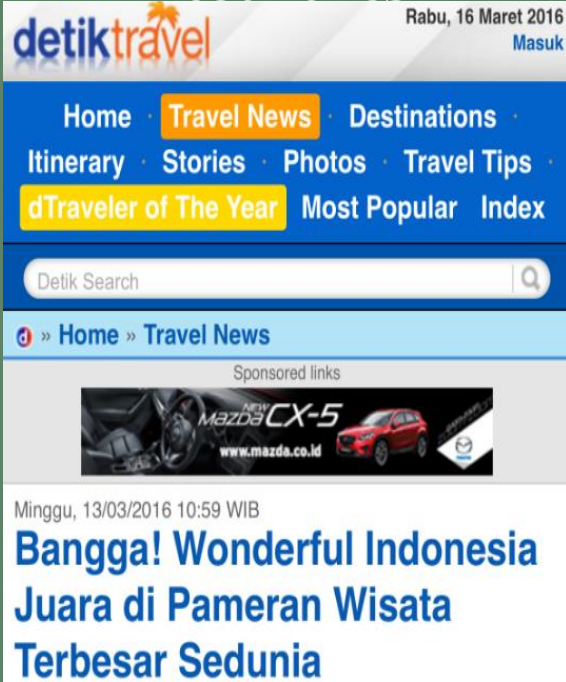 detiktravel
Rabu, 16 Maret 2016
Masuk
Home · Travel News · Destinations ·
Itinerary · Stories · Photos · Travel Tips ·
dTraveler of The Year Most Popular Index
Detik Search
d » Home » Travel News
Sponsored links
NEW MAZDA CX-5
www.mazda.co.id
Minggu, 13/03/2016 10:59 WIB
Bangga! Wonderful Indonesia
Juara di Pameran Wisata
Terbesar Sedunia